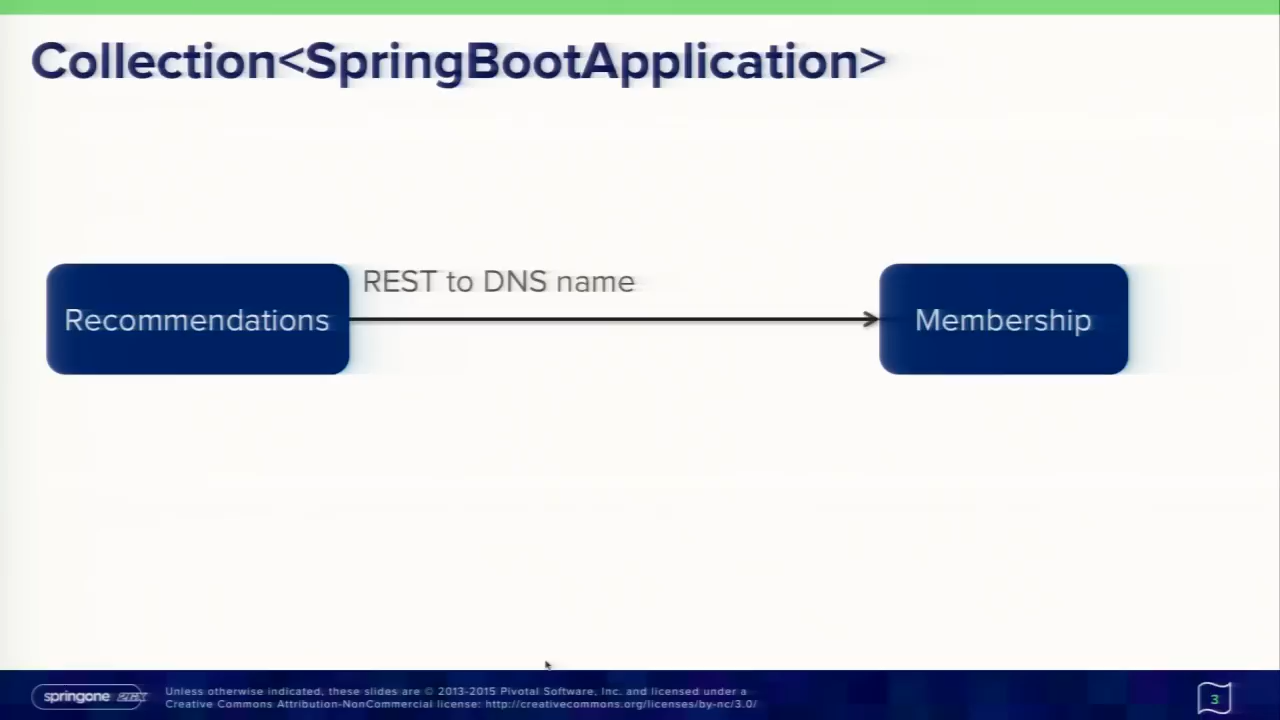 Collection<SpringBootApplication>
REST to DNS name
Recommendations
Membership
springone 2GX
Unless otherwise indicated, these slides are © 2013-2015 Pivotal Software, Inc. and licensed under a
Creative Commons Attribution-NonCommercial license: http://creativecommons.org/licenses/by-nc/3.0/
3